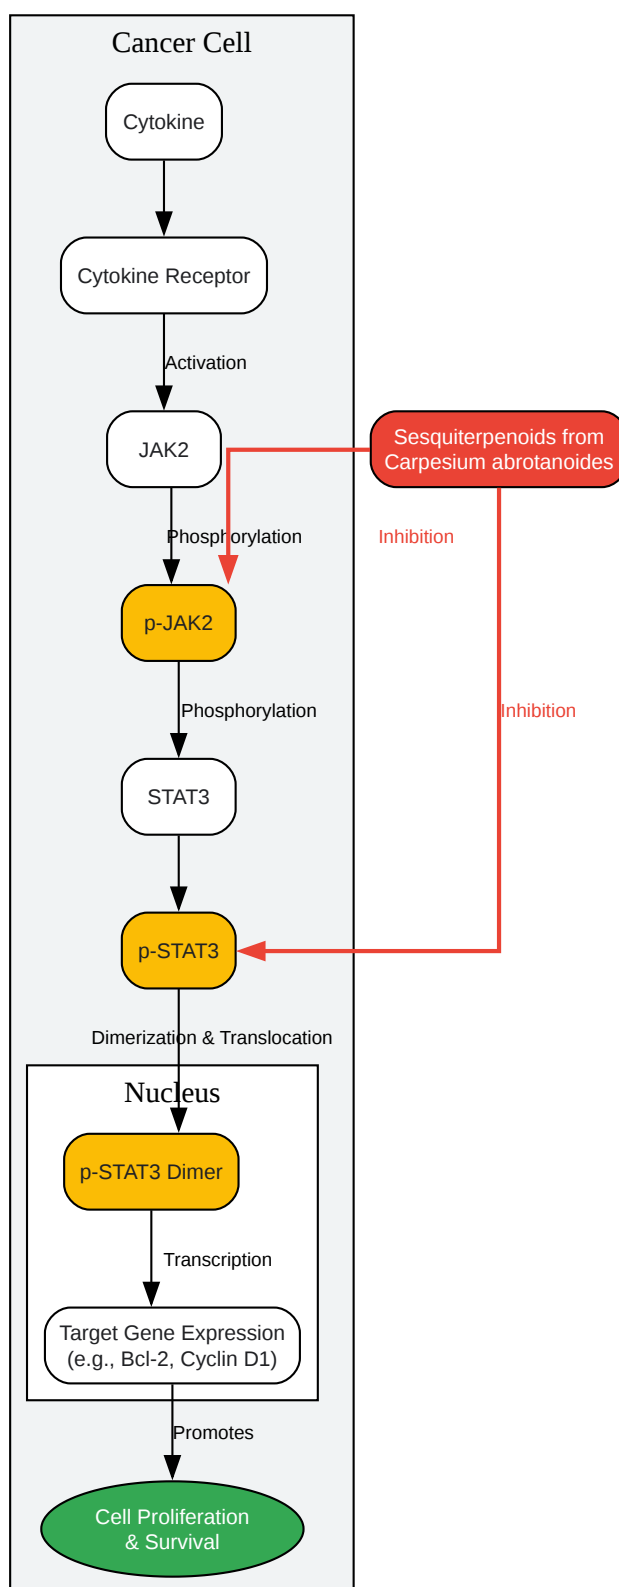 Cancer Cell
Cytokine
Cytokine Receptor
Activation
JAK2
Sesquiterpenoids from
Carpesium abrotanoides
Phosphorylation
Inhibition
p-JAK2
Phosphorylation
Inhibition
STAT3
p-STAT3
Dimerization & Translocation
Nucleus
p-STAT3 Dimer
Transcription
Target Gene Expression
(e.g., Bcl-2, Cyclin D1)
Promotes
Cell Proliferation
& Survival